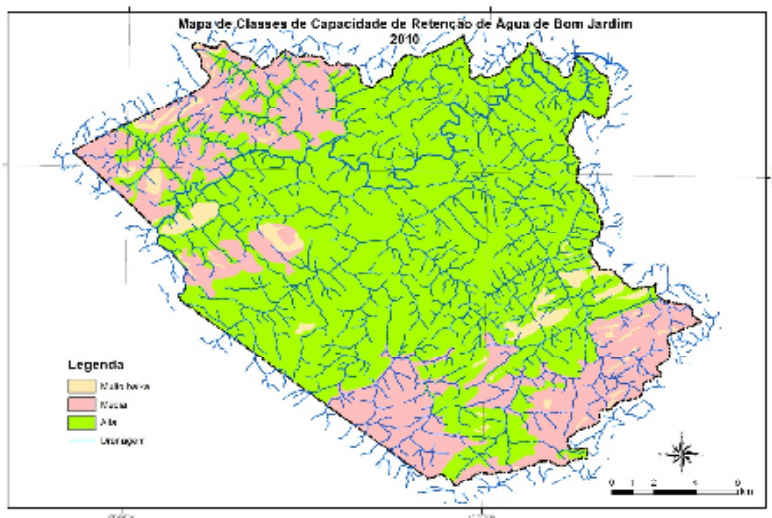 Mapa de Classes de Capacidade de Retenção de Água de Bom Jardim
2010
Legenda
Muito baixa
Média
Alta
Drenagem
0 1 2 4 6
km